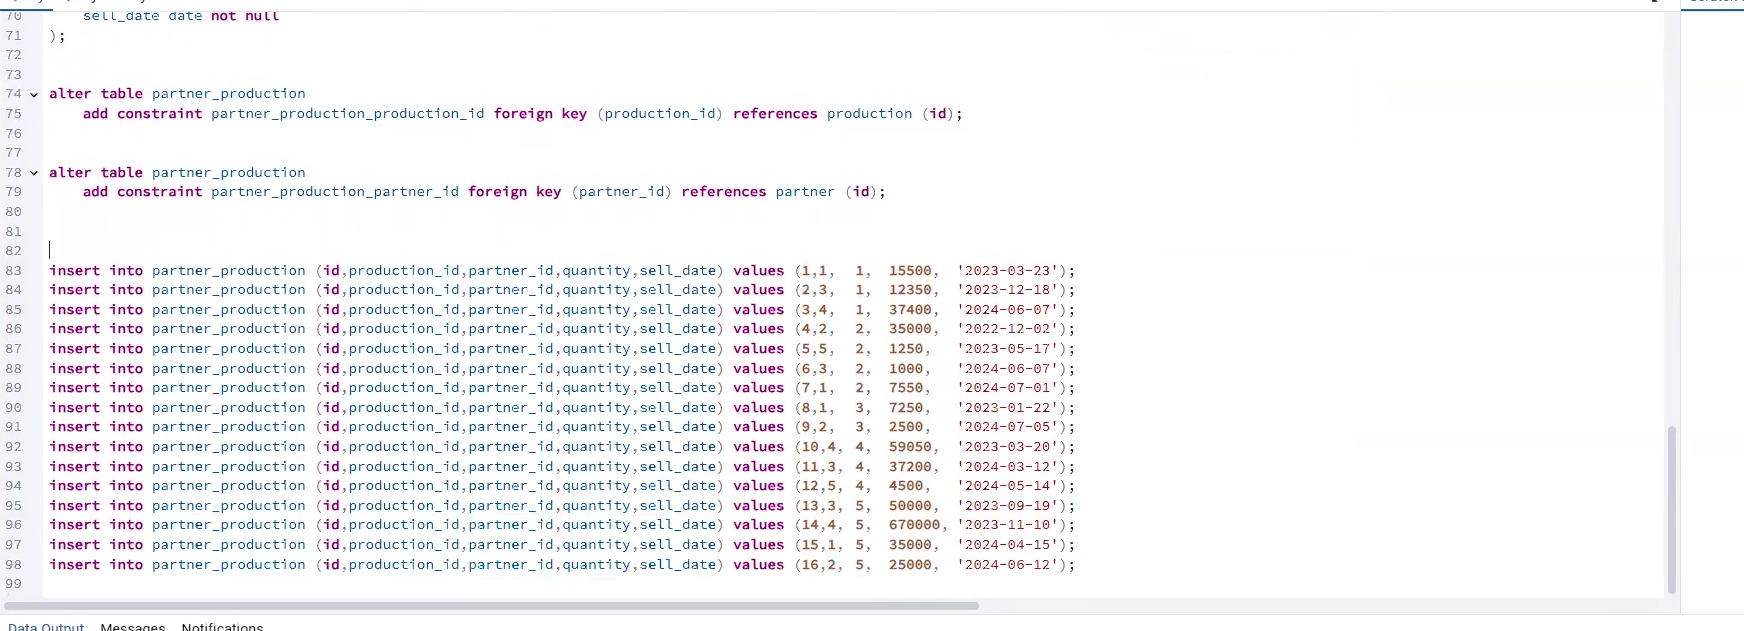 70 sell_date date not null
71 );
72
73
74 alter table partner_production
75 add constraint partner_production_production_id foreign key (production_id) references production (id);
76
77
78 alter table partner_production
79 add constraint partner_production_partner_id foreign key (partner_id) references partner (id);
80
81
82
83 insert into partner_production (id,production_id,partner_id,quantity,sell_date) values (1,1, 1, 15500, '2023-03-23');
84 insert into partner_production (id,production_id,partner_id,quantity,sell_date) values (2,3, 1, 12350, '2023-12-18');
85 insert into partner_production (id,production_id,partner_id,quantity,sell_date) values (3,4, 1, 37400, '2024-06-07');
86 insert into partner_production (id,production_id,partner_id,quantity,sell_date) values (4,2, 2, 35000, '2022-12-02');
87 insert into partner_production (id,production_id,partner_id,quantity,sell_date) values (5,5, 2, 1250, '2023-05-17');
88 insert into partner_production (id,production_id,partner_id,quantity,sell_date) values (6,3, 2, 1000, '2024-06-07');
89 insert into partner_production (id,production_id,partner_id,quantity,sell_date) values (7,1, 2, 7550, '2024-07-01');
90 insert into partner_production (id,production_id,partner_id,quantity,sell_date) values (8,1, 3, 7250, '2023-01-22');
91 insert into partner_production (id,production_id,partner_id,quantity,sell_date) values (9,2, 3, 2500, '2024-07-05');
92 insert into partner_production (id,production_id,partner_id,quantity,sell_date) values (10,4, 4, 59050, '2023-03-20');
93 insert into partner_production (id,production_id,partner_id,quantity,sell_date) values (11,3, 4, 37200, '2024-03-12');
94 insert into partner_production (id,production_id,partner_id,quantity,sell_date) values (12,5, 4, 4500, '2024-05-14');
95 insert into partner_production (id,production_id,partner_id,quantity,sell_date) values (13,3, 5, 50000, '2023-09-19');
96 insert into partner_production (id,production_id,partner_id,quantity,sell_date) values (14,4, 5, 670000, '2023-11-10');
97 insert into partner_production (id,production_id,partner_id,quantity,sell_date) values (15,1, 5, 35000, '2024-04-15');
98 insert into partner_production (id,production_id,partner_id,quantity,sell_date) values (16,2, 5, 25000, '2024-06-12');
99
Data Output Messages Notifications